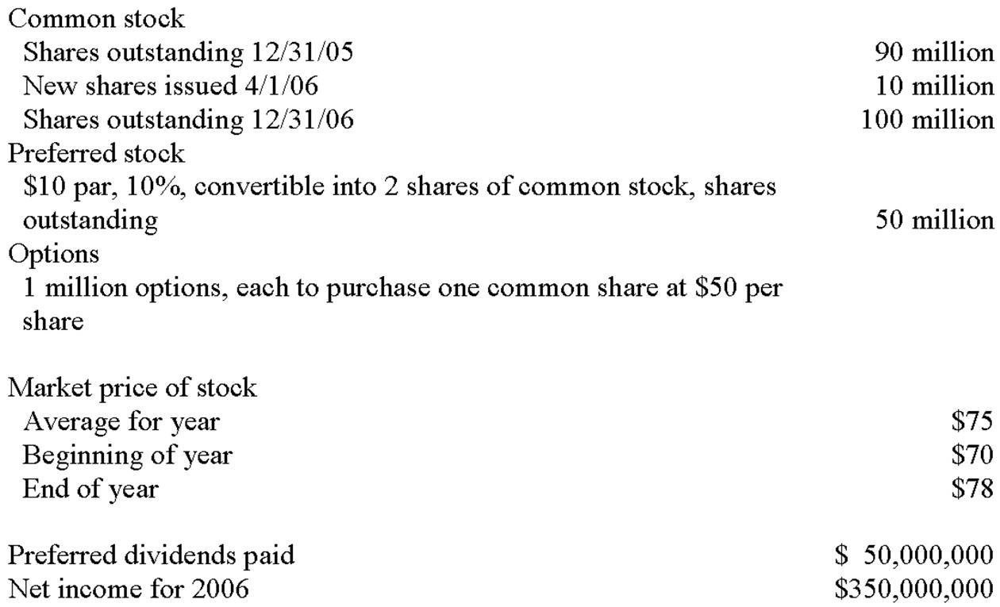 Common stock
Shares outstanding 12/31/05 90 million
New shares issued 4/1/06 10 million
Shares outstanding 12/31/06 100 million
Preferred stock
$10 par, 10%, convertible into 2 shares of common stock, shares
outstanding 50 million
Options
1 million options, each to purchase one common share at $50 per
share
Market price of stock
Average for year $75
Beginning of year $70
End of year $78
Preferred dividends paid $ 50,000,000
Net income for 2006 $350,000,000